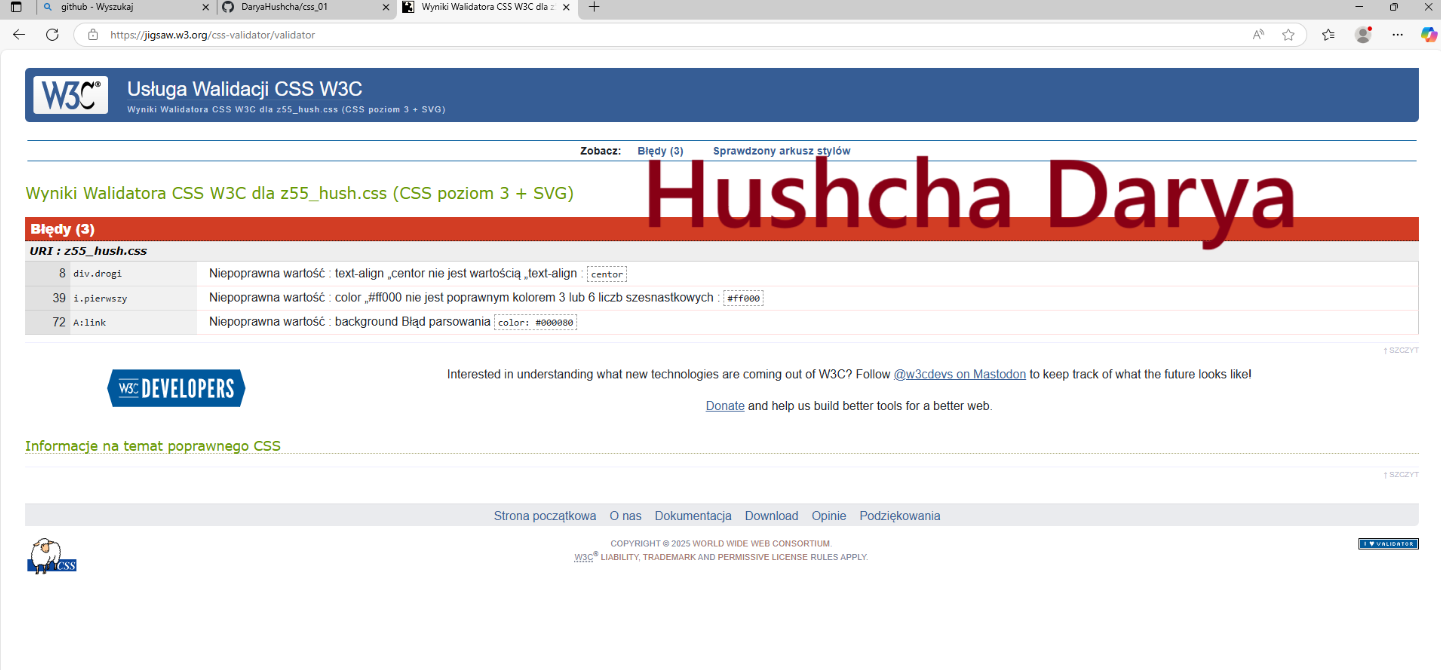 github - Wyszukaj
DaryaHushcha/css_01
Wyniki Walidatora CSS W3C dla z
https://jigsaw.w3.org/css-validator/validator
W3C®
Usługa Walidacji CSS W3C
Wyniki Walidatora CSS W3C dla z55_hush.css (CSS poziom 3 + SVG)
Zobacz: Błędy (3) Sprawdzony arkusz stylów
Hushcha Darya
Wyniki Walidatora CSS W3C dla z55_hush.css (CSS poziom 3 + SVG)
Błędy (3)
URI : z55_hush.css
8 div.drogi Niepoprawna wartość : text-align „centor nie jest wartością „text-align : centor
39 i.pierwszy Niepoprawna wartość : color „#ff000 nie jest poprawnym kolorem 3 lub 6 liczb szesnastkowych : #ff000
72 A:link Niepoprawna wartość : background Błąd parsowania color: #000080
↑ SZCZYT
W3C DEVELOPERS
Interested in understanding what new technologies are coming out of W3C? Follow @w3cdevs on Mastodon to keep track of what the future looks like!
Donate and help us build better tools for a better web.
Informacje na temat poprawnego CSS
↑ SZCZYT
Strona początkowa O nas Dokumentacja Download Opinie Podziękowania
COPYRIGHT © 2025 WORLD WIDE WEB CONSORTIUM.
W3C® LIABILITY, TRADEMARK AND PERMISSIVE LICENSE RULES APPLY.
CSS
I ♥ VALIDATOR